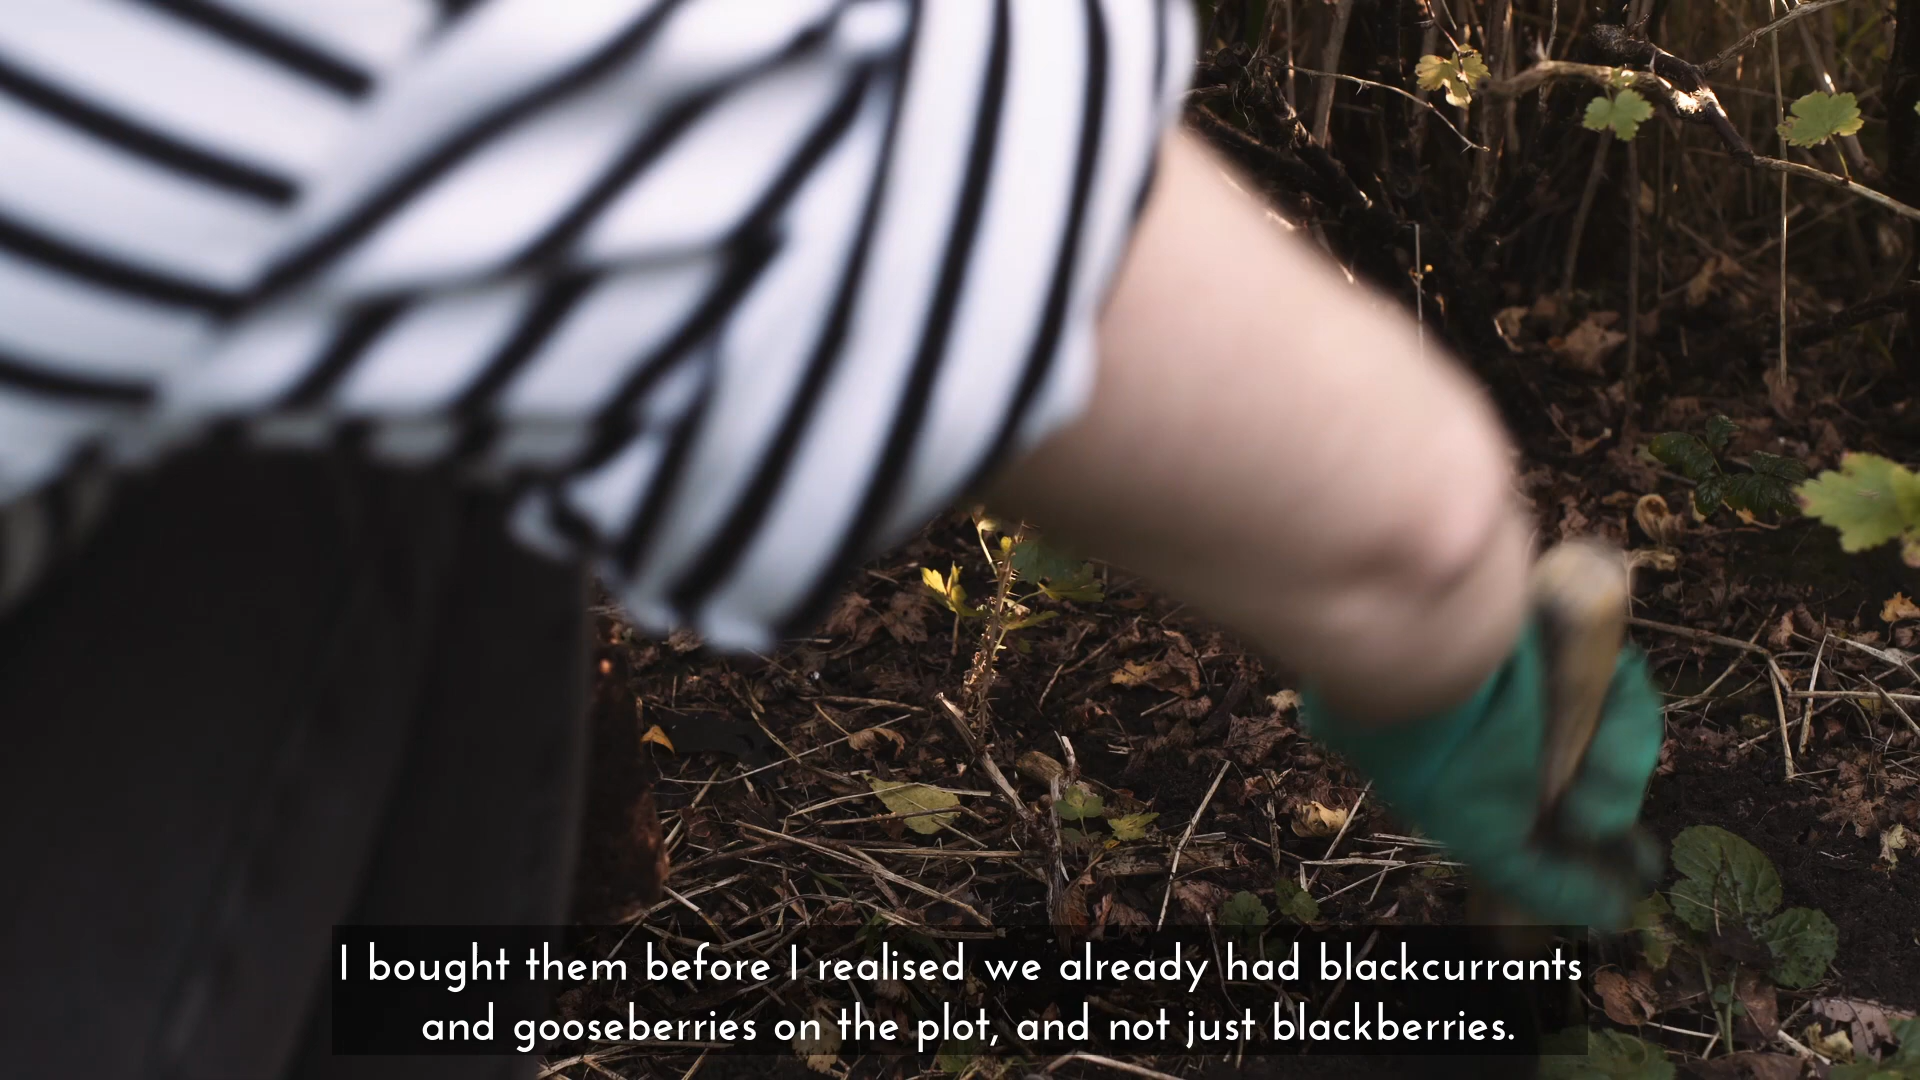 I bought them before I realised we already had blackcurrants
and gooseberries on the plot, and not just blackberries.